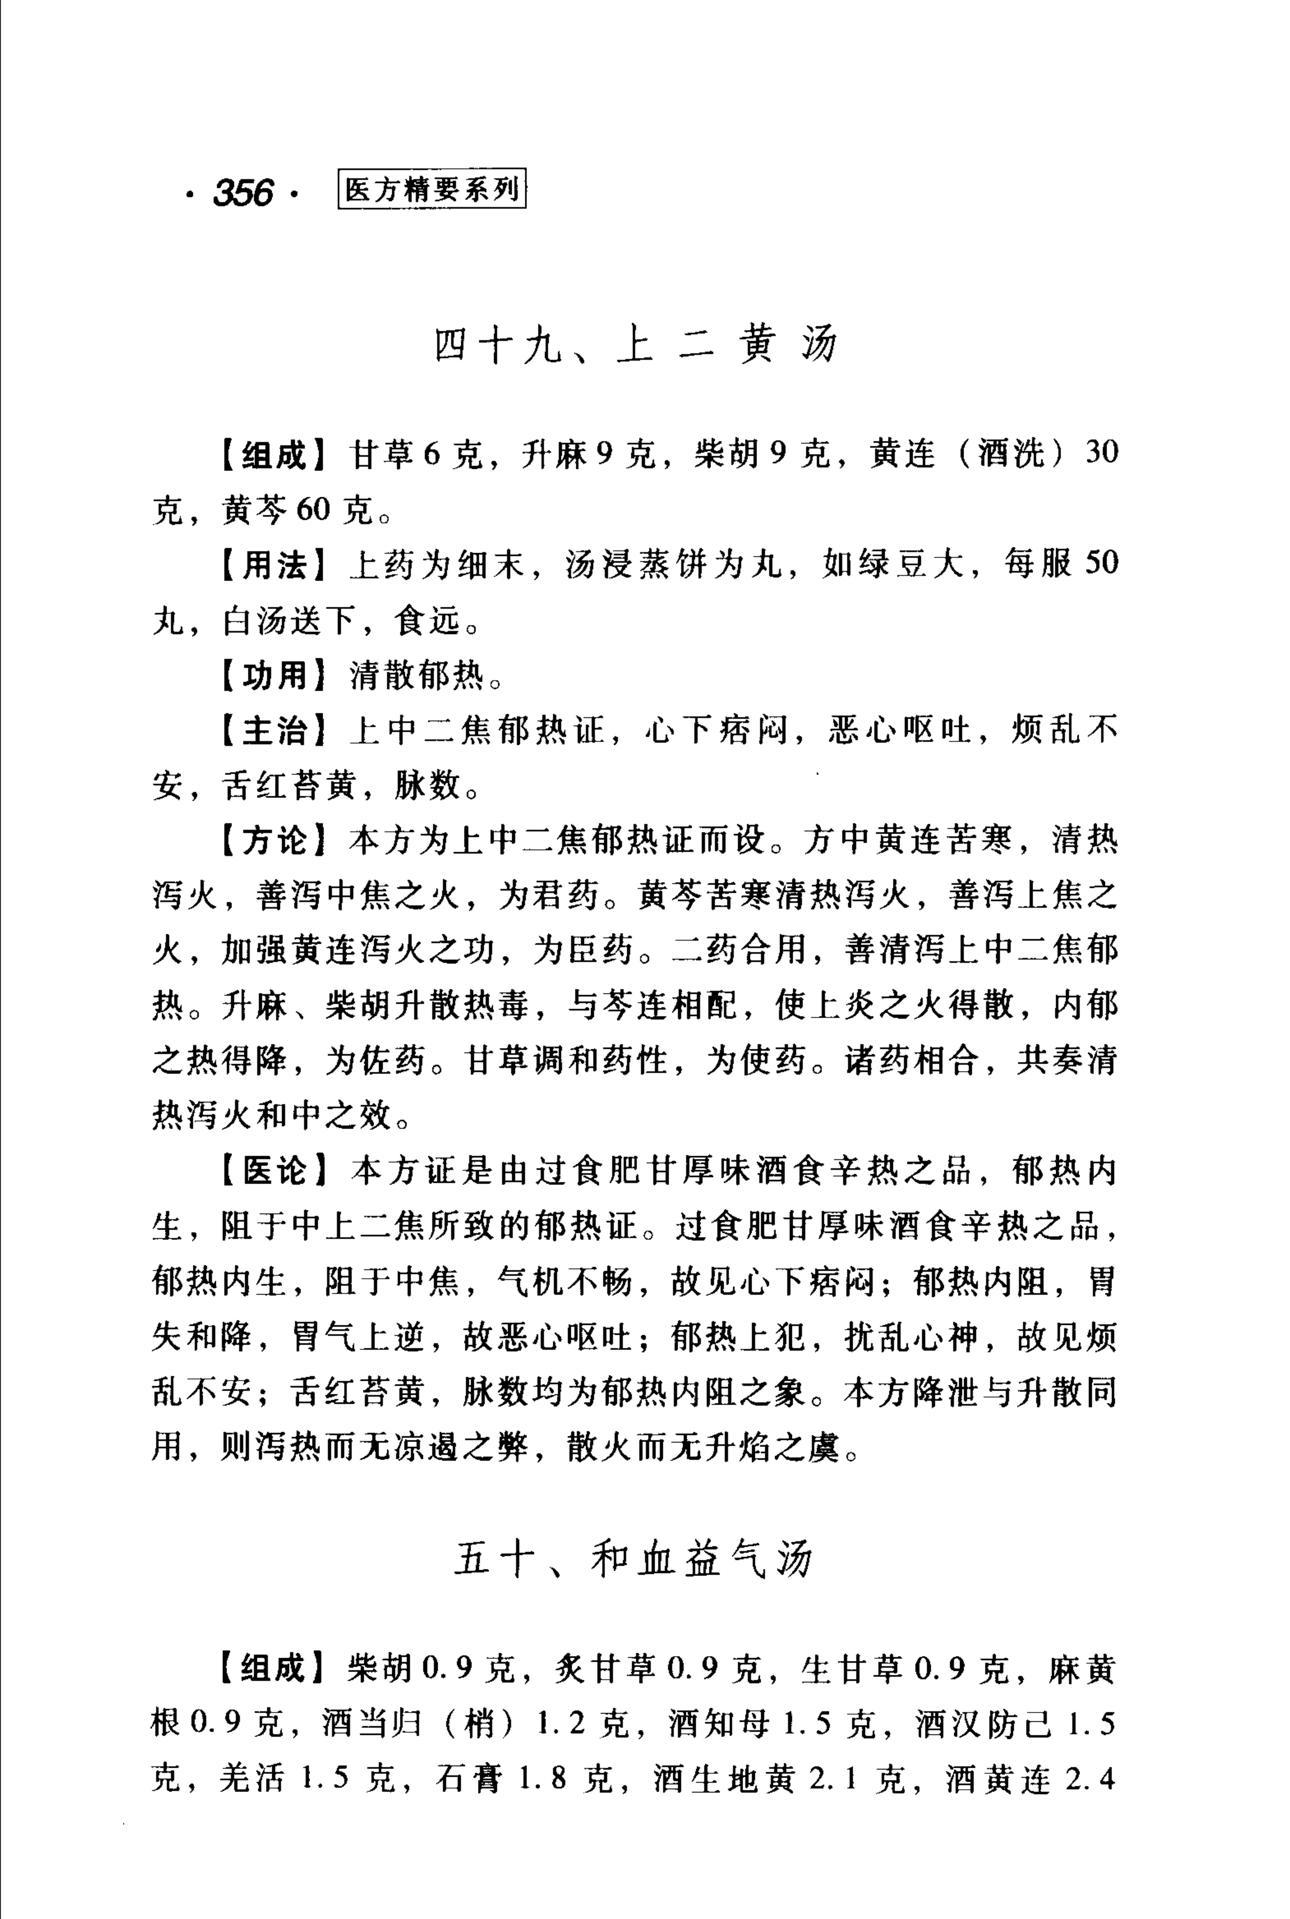 ·356· 医方精要系列
四十九、上二黄汤
【组成】甘草6克，升麻9克，柴胡9克，黄连（酒洗）30
克，黄芩60克。
【用法】上药为细末，汤浸蒸饼为丸，如绿豆大，每服50
丸，白汤送下，食远。
【功用】清散郁热。
【主治】上中二焦郁热证，心下痞闷，恶心呕吐，烦乱不
安，舌红苔黄，脉数。
【方论】本方为上中二焦郁热证而设。方中黄连苦寒，清热
泻火，善泻中焦之火，为君药。黄芩苦寒清热泻火，善泻上焦之
火，加强黄连泻火之功，为臣药。二药合用，善清泻上中二焦郁
热。升麻、柴胡升散热毒，与芩连相配，使上炎之火得散，内郁
之热得降，为佐药。甘草调和药性，为使药。诸药相合，共奏清
热泻火和中之效。
【医论】本方证是由过食肥甘厚味酒食辛热之品，郁热内
生，阻于中上二焦所致的郁热证。过食肥甘厚味酒食辛热之品，
郁热内生，阻于中焦，气机不畅，故见心下痞闷；郁热内阻，胃
失和降，胃气上逆，故恶心呕吐；郁热上犯，扰乱心神，故见烦
乱不安；舌红苔黄，脉数均为郁热内阻之象。本方降泄与升散同
用，则泻热而无凉遏之弊，散火而无升焰之虞。
五十、和血益气汤
【组成】柴胡0.9克，炙甘草0.9克，生甘草0.9克，麻黄
根0.9克，酒当归（梢）1.2克，酒知母1.5克，酒汉防己1.5
克，羌活1.5克，石膏1.8克，酒生地黄2.1克，酒黄连2.4